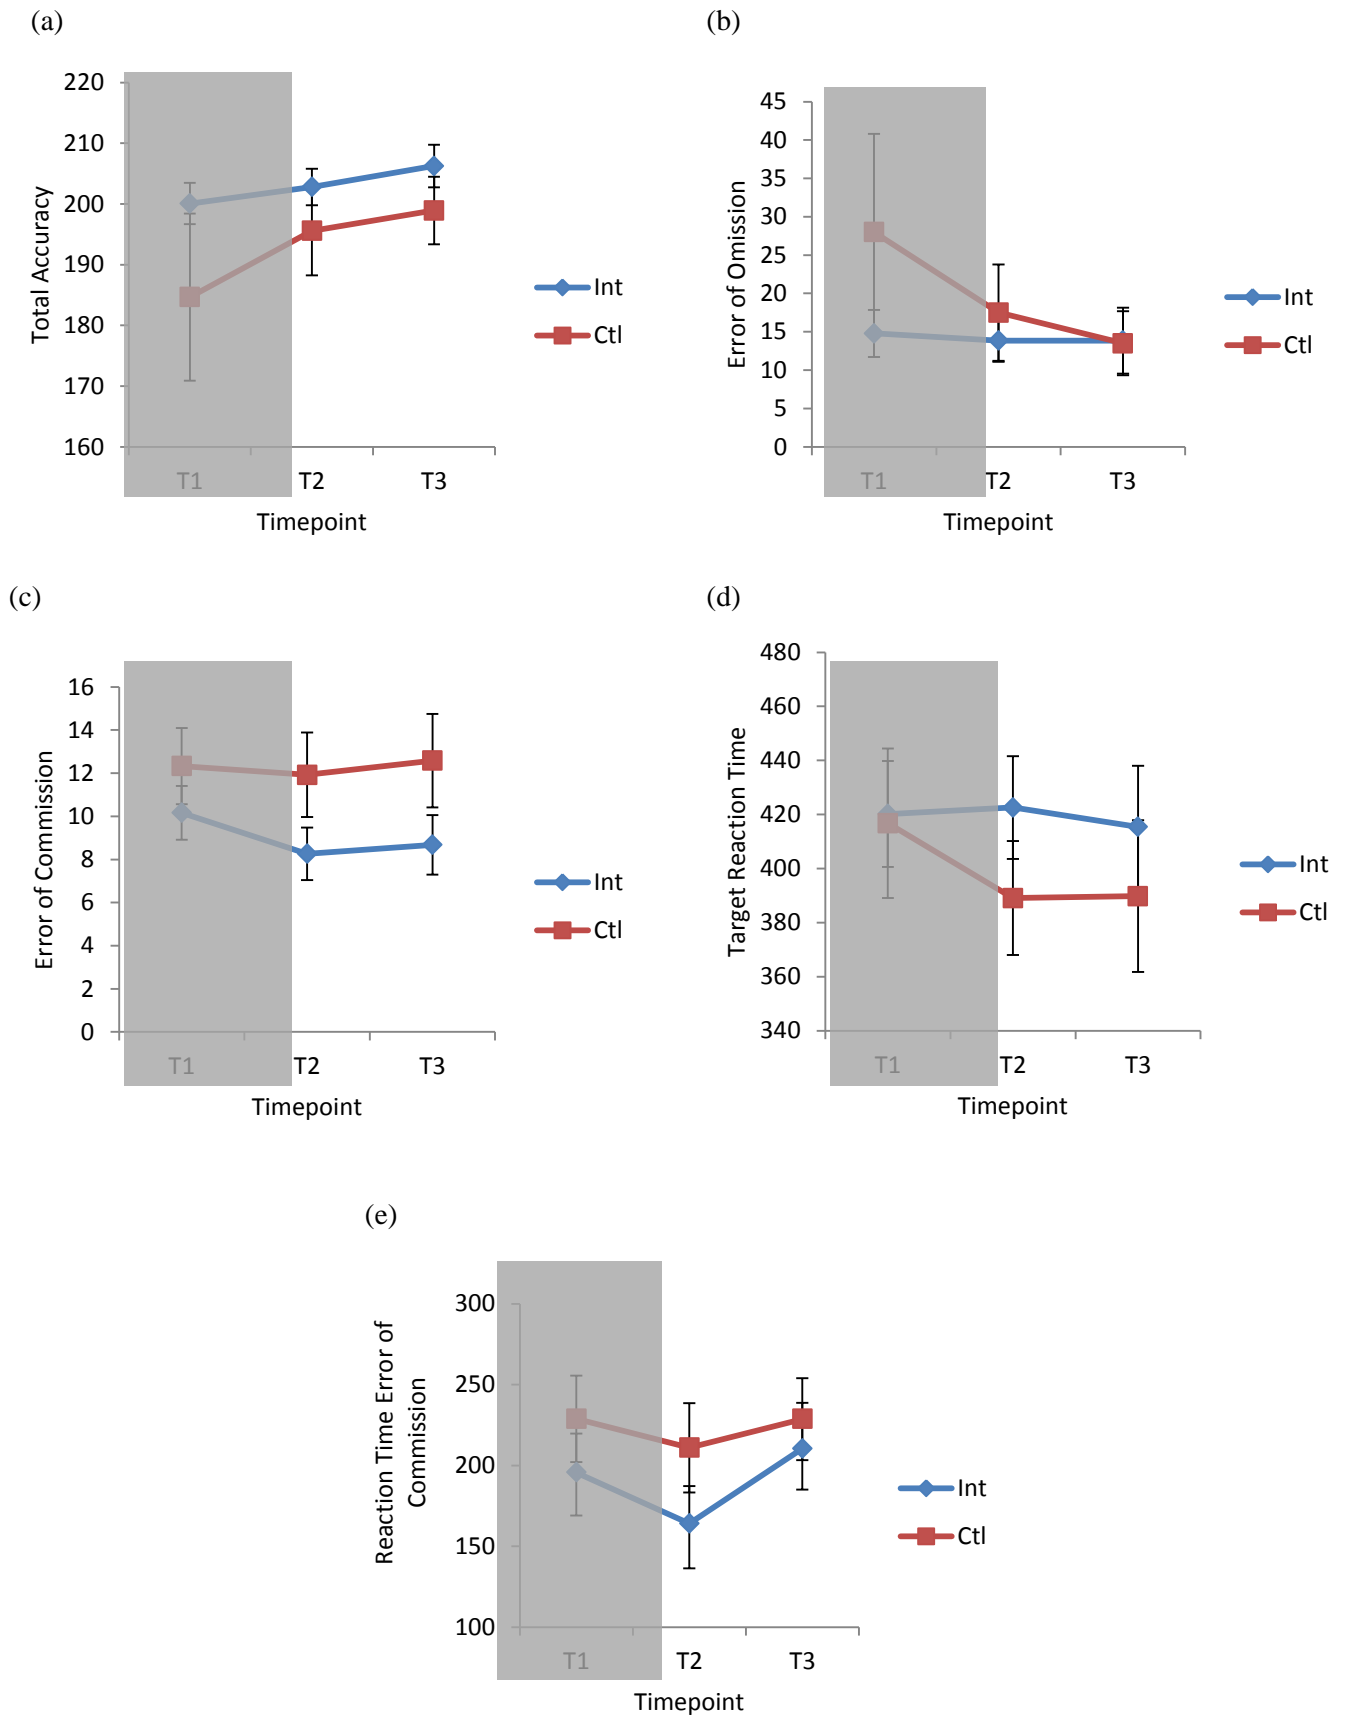 (a)
220
210
200
190
180
170
160
Total Accuracy
T1 T2 T3
Timepoint
Int
Ctl
(b)
45
40
35
30
25
20
15
10
5
0
Error of Omission
T1 T2 T3
Timepoint
Int
Ctl
(c)
16
14
12
10
8
6
4
2
0
Error of Commission
T1 T2 T3
Timepoint
Int
Ctl
(d)
480
460
440
420
400
380
360
340
Target Reaction Time
T1 T2 T3
Timepoint
Int
Ctl
(e)
300
250
200
150
100
Reaction Time Error of
Commission
T1 T2 T3
Timepoint
Int
Ctl